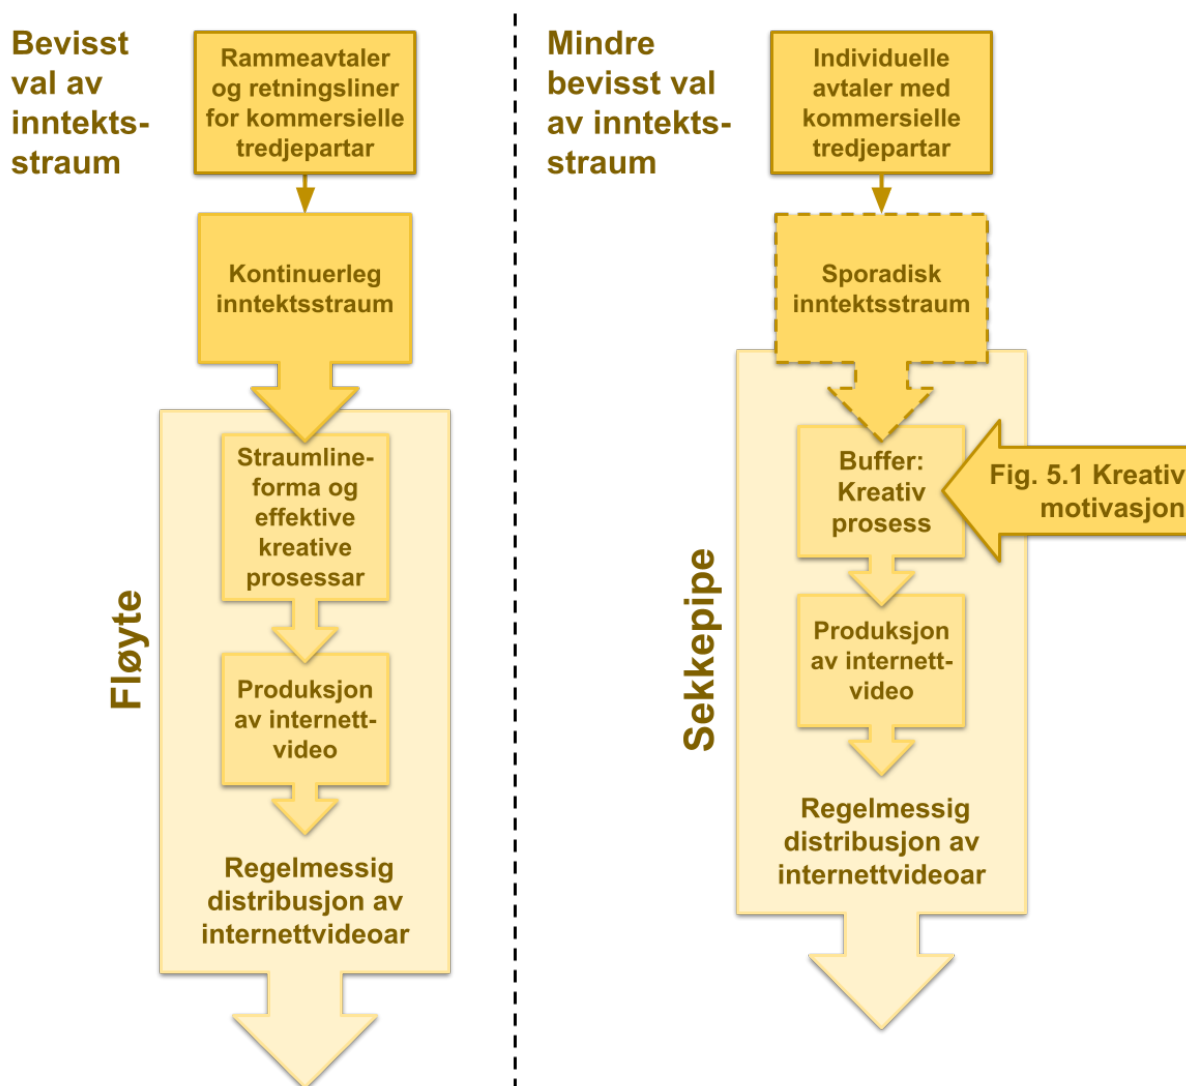 Bevisst
val av
inntekts-
straum
Rammeavtaler
og retningsliner
for kommersielle
tredjepartar
Kontinuerleg
inntektsstraum
Fløyte
Straumline-
forma og
effektive
kreative
prosessar
Produksjon
av internett-
video
Regelmessig
distribusjon av
internettvideoar
Mindre
bevisst val
av inntekts-
straum
Individuelle
avtaler med
kommersielle
tredjepartar
Sporadisk
inntektsstraum
Sekkepipe
Buffer:
Kreativ
prosess
Fig. 5.1 Kreativ
motivasjon
Produksjon
av internett-
video
Regelmessig
distribusjon av
internettvideoar